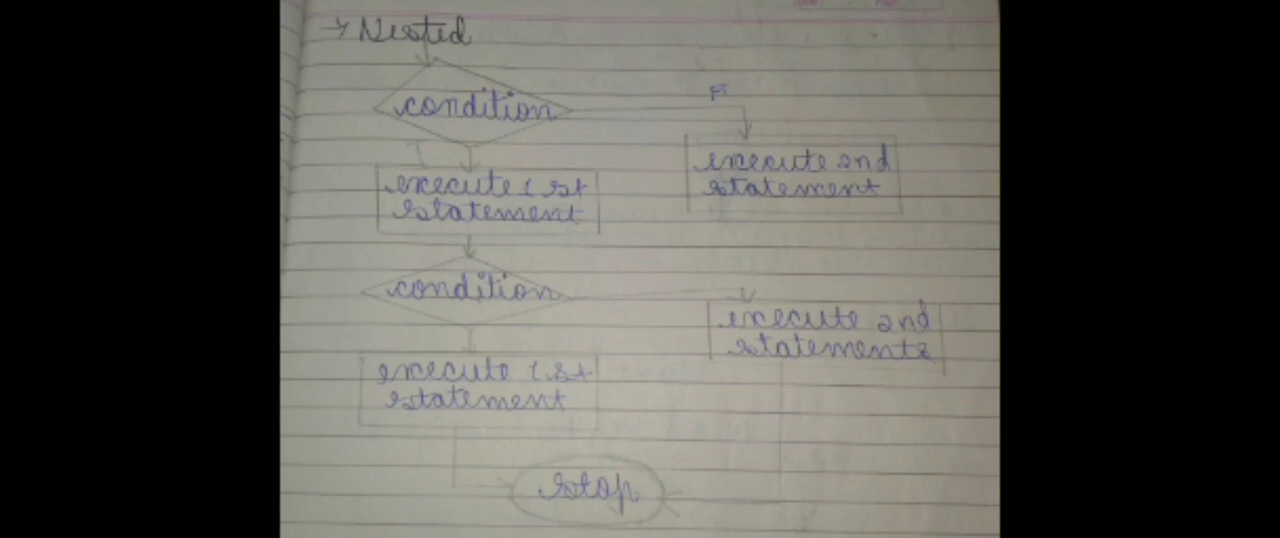 → Nested
condition
F
execute 2nd
statement
execute 1st
statement
condition
execute 2nd
statements
execute 1st
statement
stop